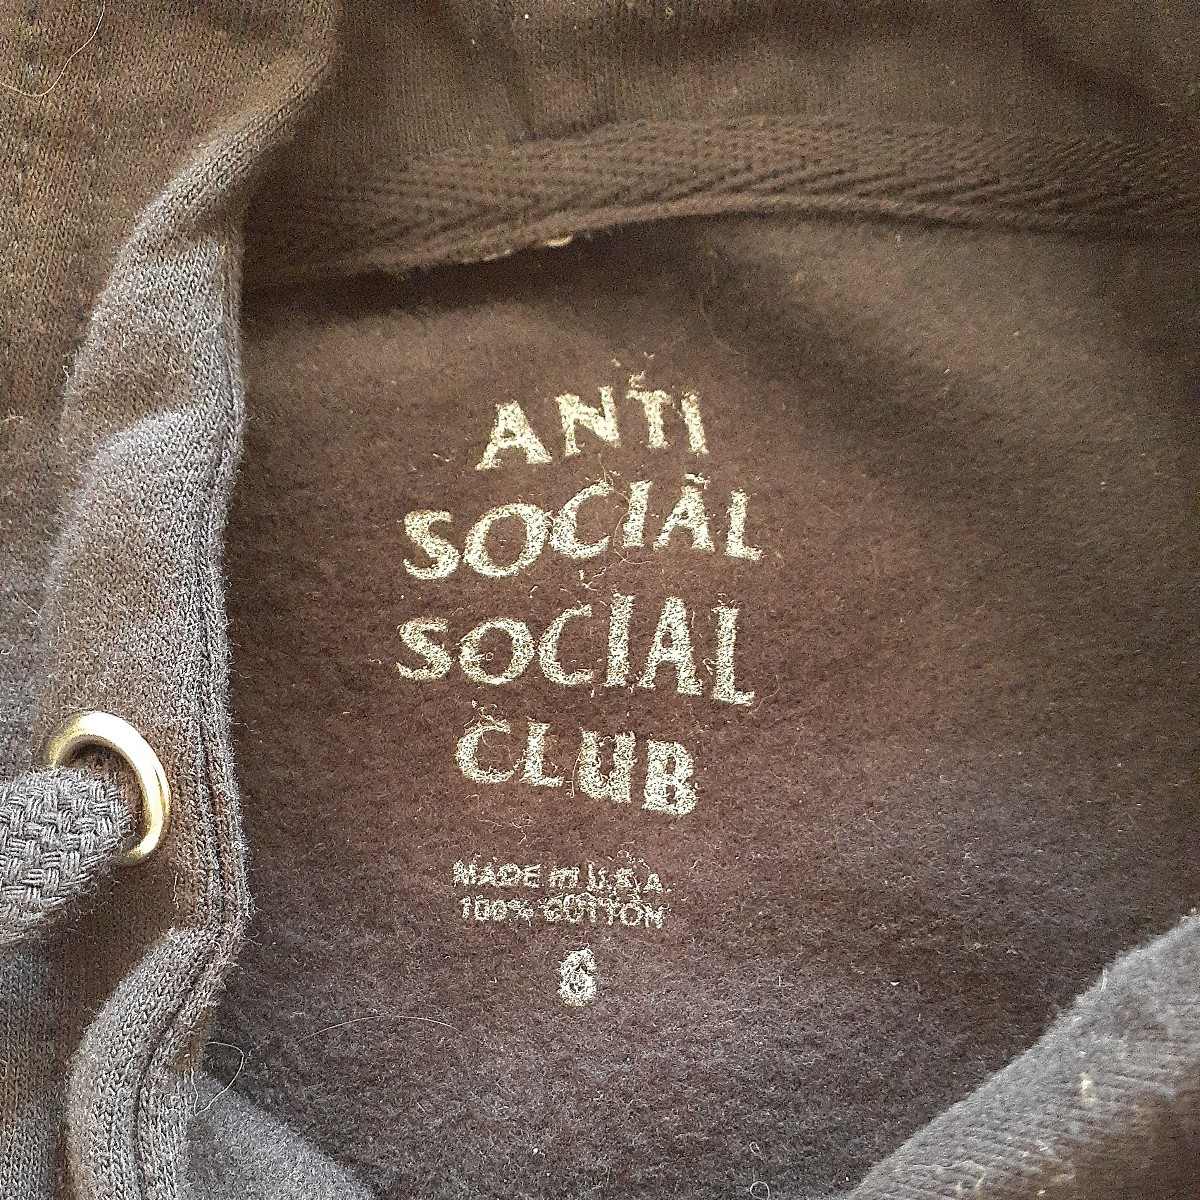 ANTI
SOCIAL
SOCIAL
CLUB
MADE in U.S.A.
100% COTTON
S